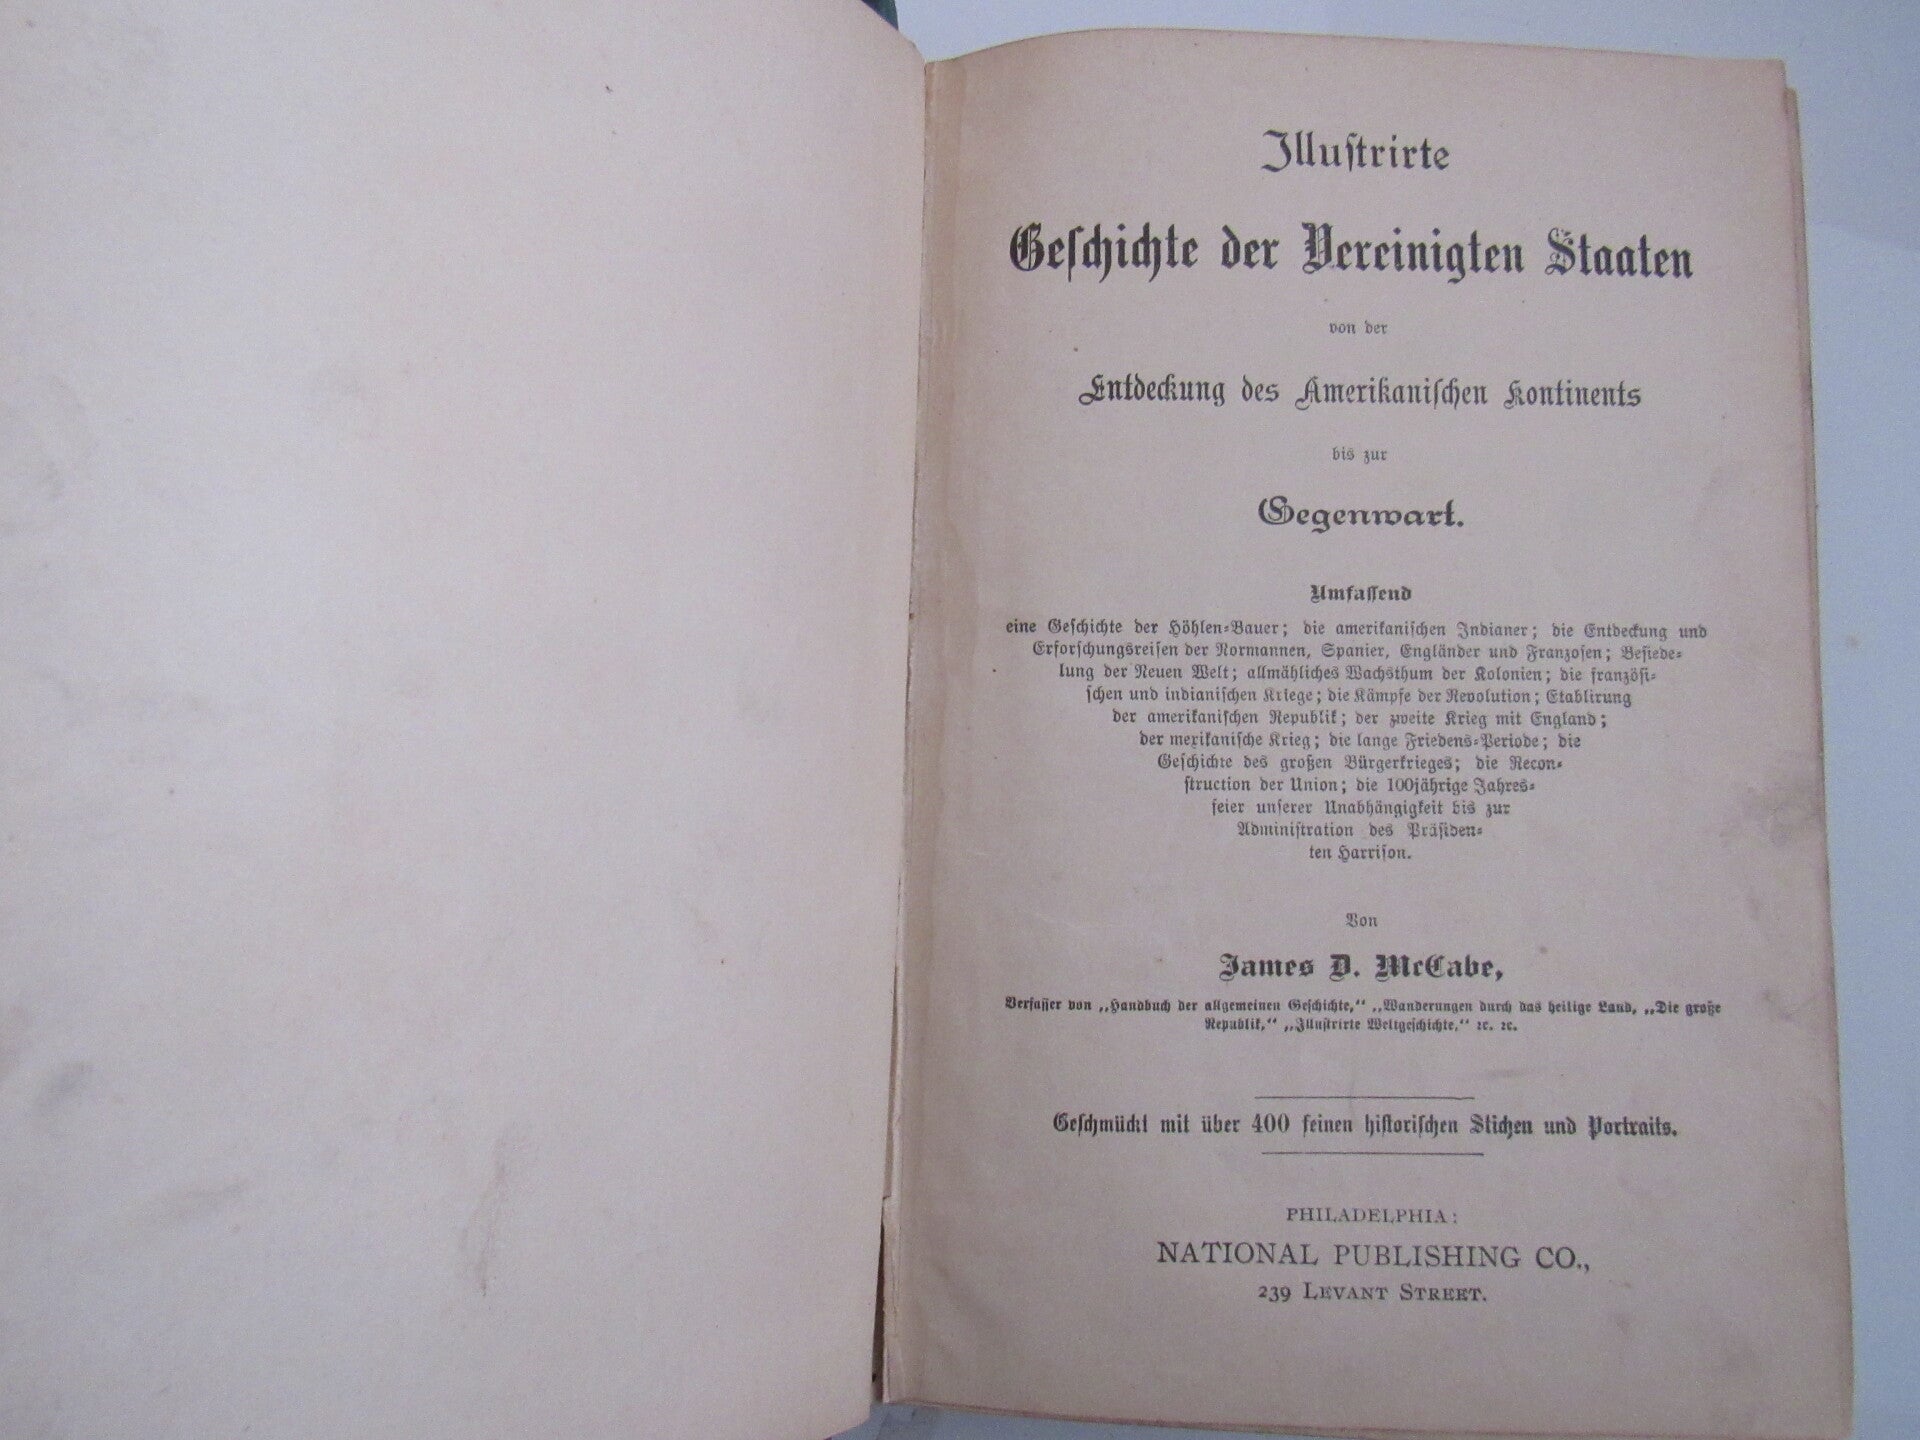 Illustrirte
Geschichte der Vereinigten Staaten
von der
Entdeckung des Amerikanischen Kontinents
bis zur
Gegenwart.
Umfassend
eine Geschichte der Höhlen-Bauer; die amerikanischen Indianer; die Entdeckung und
Erforschungsreisen der Normannen, Spanier, Engländer und Franzosen; Besiede-
lung der Neuen Welt; allmähliches Wachsthum der Kolonien; die französi-
schen und indianischen Kriege; die Kämpfe der Revolution; Etablirung
der amerikanischen Republik; der zweite Krieg mit England;
der mexikanische Krieg; die lange Friedens-Periode; die
Geschichte des großen Bürgerkrieges; die Recon-
struction der Union; die 100jährige Jahres-
feier unserer Unabhängigkeit bis zur
Administration des Präsiden-
ten Harrison.
Von
James D. McCabe,
Verfasser von „Handbuch der allgemeinen Geschichte,“ „Wanderungen durch das heilige Land, „Die große
Republik,“ „Illustrirte Weltgeschichte,“ ꝛc. ꝛc.
Geschmückt mit über 400 feinen historischen Stichen und Portraits.
PHILADELPHIA:
NATIONAL PUBLISHING CO.,
239 LEVANT STREET.